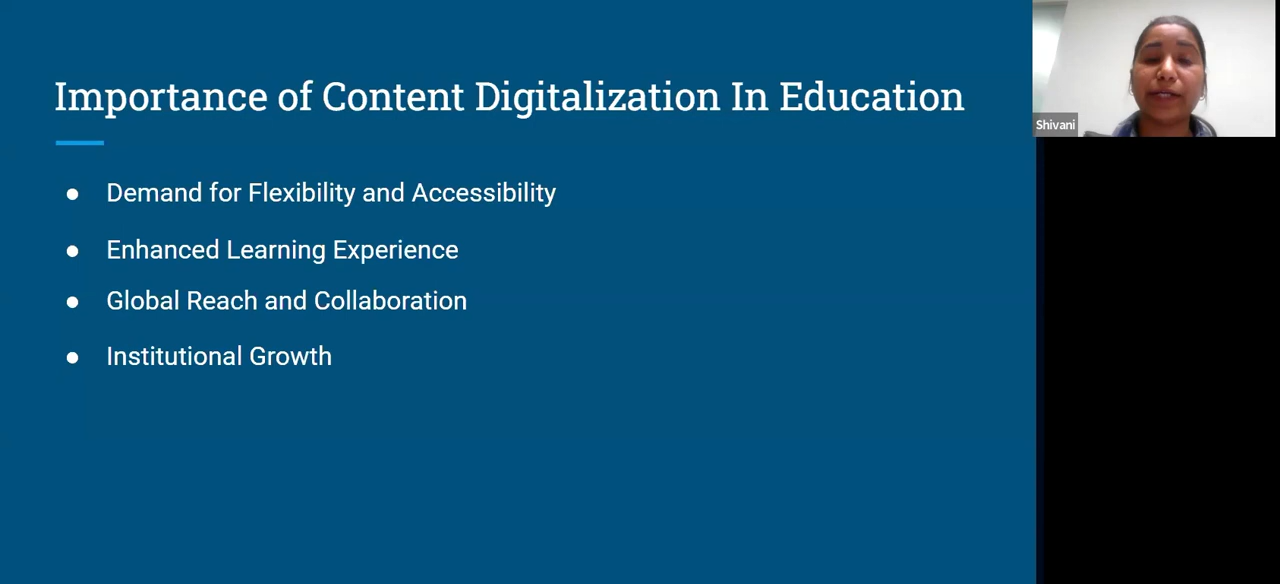 Importance of Content Digitalization In Education
● Demand for Flexibility and Accessibility
● Enhanced Learning Experience
● Global Reach and Collaboration
● Institutional Growth
Shivani